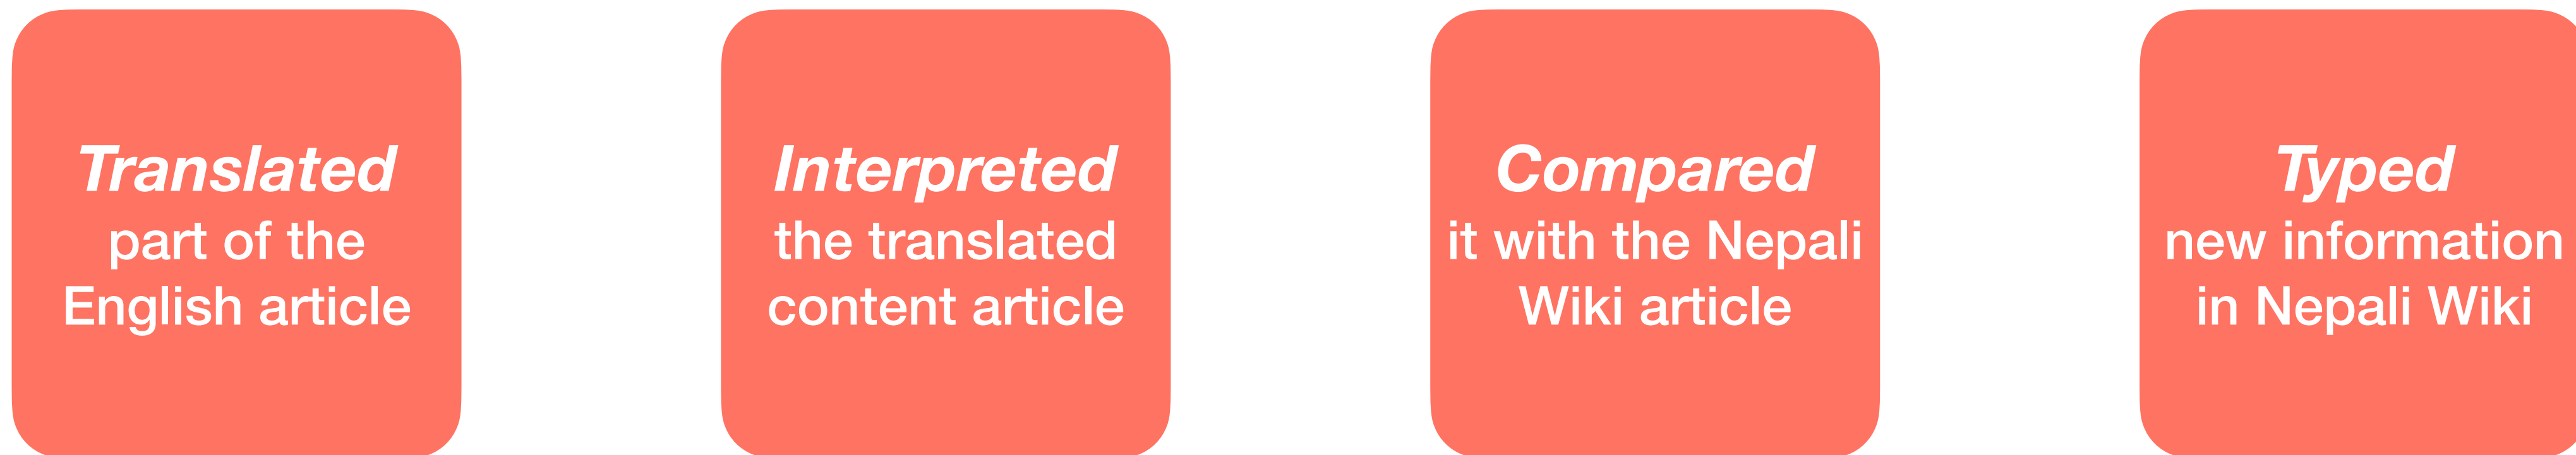 Translated
part of the
English article
Interpreted
the translated
content article
Compared
it with the Nepali
Wiki article
Typed
new information
in Nepali Wiki